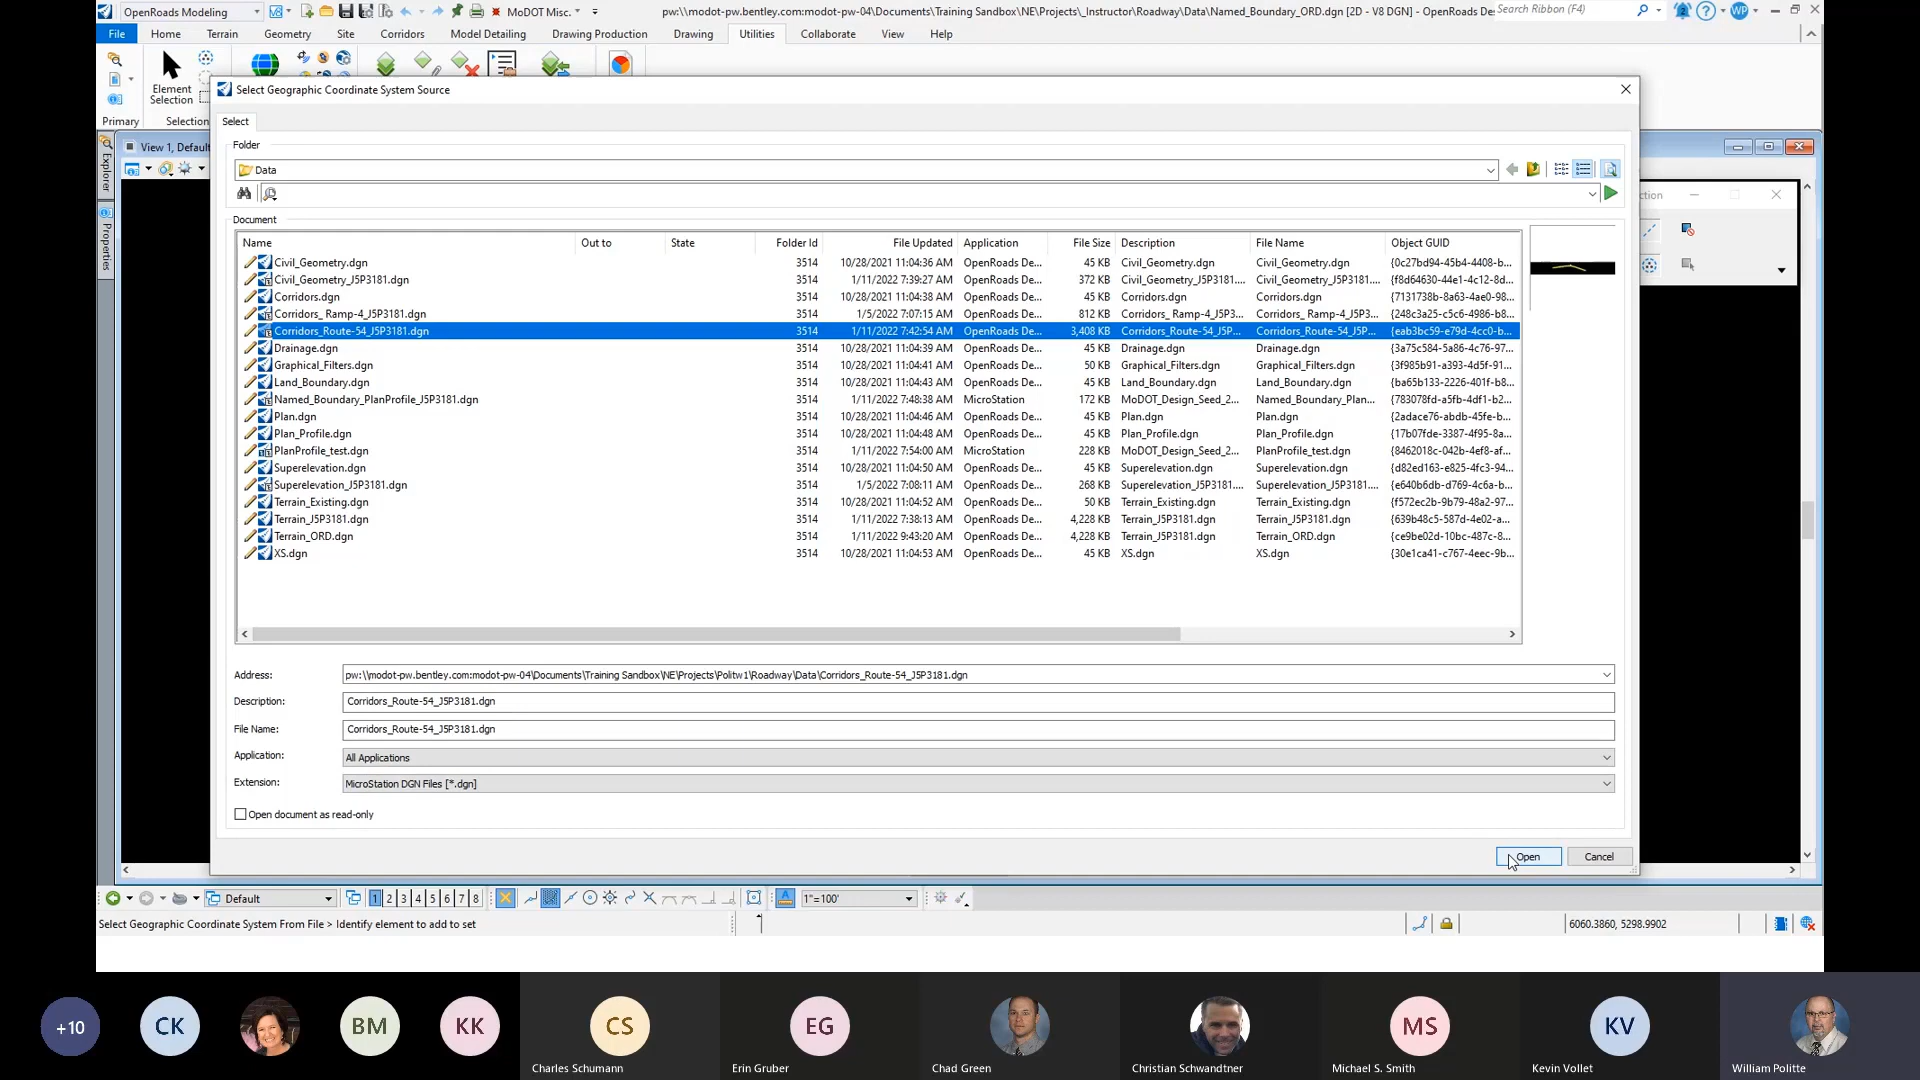 OpenRoads Modeling
MoDOT Misc.
pw:\\modot-pw.bentley.com:modot-pw-04\Documents\Training Sandbox\NE\Projects\_Instructor\Roadway\Data\Named_Boundary_ORD.dgn [2D - V8 DGN] - OpenRoads De...
Search Ribbon (F4)
WP
File Home Terrain Geometry Site Corridors Model Detailing Drawing Production Drawing Utilities Collaborate View Help
Element
Selection
Primary
Selection
Select Geographic Coordinate System Source
Select
Explorer
Properties
View 1, Default
Folder
Data
Document
Name Out to State Folder Id File Updated Application File Size Description File Name Object GUID
Civil_Geometry.dgn 3514 10/28/2021 11:04:36 AM OpenRoads De... 45 KB Civil_Geometry.dgn Civil_Geometry.dgn {0c27bd94-45b4-4408-b...
Civil_Geometry_J5P3181.dgn 3514 1/11/2022 7:39:27 AM OpenRoads De... 372 KB Civil_Geometry_J5P3181.... Civil_Geometry_J5P3181.... {f8d64630-44e1-4c12-8d...
Corridors.dgn 3514 10/28/2021 11:04:38 AM OpenRoads De... 45 KB Corridors.dgn Corridors.dgn {7131738b-8a63-4ae0-98...
Corridors_ Ramp-4_J5P3181.dgn 3514 1/5/2022 7:07:15 AM OpenRoads De... 812 KB Corridors_ Ramp-4_J5P3... Corridors_ Ramp-4_J5P3... {248c3a25-c5c6-4986-b8...
Corridors_Route-54_J5P3181.dgn 3514 1/11/2022 7:42:54 AM OpenRoads De... 3,408 KB Corridors_Route-54_J5P... Corridors_Route-54_J5P... {eab3bc59-e79d-4cc0-b...
Drainage.dgn 3514 10/28/2021 11:04:39 AM OpenRoads De... 45 KB Drainage.dgn Drainage.dgn {3a75c584-5a86-4c76-97...
Graphical_Filters.dgn 3514 10/28/2021 11:04:41 AM OpenRoads De... 50 KB Graphical_Filters.dgn Graphical_Filters.dgn {3f985b91-a393-4d5f-91...
Land_Boundary.dgn 3514 10/28/2021 11:04:43 AM OpenRoads De... 45 KB Land_Boundary.dgn Land_Boundary.dgn {ba65b133-2226-401f-b8...
Named_Boundary_PlanProfile_J5P3181.dgn 3514 1/11/2022 7:48:38 AM MicroStation 172 KB MoDOT_Design_Seed_2... Named_Boundary_Plan... {783078fd-a5fb-4df1-b2...
Plan.dgn 3514 10/28/2021 11:04:46 AM OpenRoads De... 45 KB Plan.dgn Plan.dgn {2adace76-abdb-45fe-b...
Plan_Profile.dgn 3514 10/28/2021 11:04:48 AM OpenRoads De... 45 KB Plan_Profile.dgn Plan_Profile.dgn {17b07fde-3387-4f95-8a...
PlanProfile_test.dgn 3514 1/11/2022 7:54:00 AM MicroStation 228 KB MoDOT_Design_Seed_2... PlanProfile_test.dgn {8462018c-042b-4ef8-af...
Superelevation.dgn 3514 10/28/2021 11:04:50 AM OpenRoads De... 45 KB Superelevation.dgn Superelevation.dgn {d82ed163-e825-4fc3-94...
Superelevation_J5P3181.dgn 3514 1/5/2022 7:08:11 AM OpenRoads De... 268 KB Superelevation_J5P3181.... Superelevation_J5P3181.... {e640b6db-d769-4c6a-b...
Terrain_Existing.dgn 3514 10/28/2021 11:04:52 AM OpenRoads De... 50 KB Terrain_Existing.dgn Terrain_Existing.dgn {f572ec2b-9b79-48a2-97...
Terrain_J5P3181.dgn 3514 1/11/2022 7:38:13 AM OpenRoads De... 4,228 KB Terrain_J5P3181.dgn Terrain_J5P3181.dgn {639b48c5-587d-4e02-a...
Terrain_ORD.dgn 3514 1/11/2022 9:43:20 AM OpenRoads De... 4,228 KB Terrain_J5P3181.dgn Terrain_ORD.dgn {ce9be02d-10bc-487c-8...
XS.dgn 3514 10/28/2021 11:04:53 AM OpenRoads De... 45 KB XS.dgn XS.dgn {30e1ca41-c767-4eec-9b...
Address: pw:\\modot-pw.bentley.com:modot-pw-04\Documents\Training Sandbox\NE\Projects\Politw1\Roadway\Data\Corridors_Route-54_J5P3181.dgn
Description: Corridors_Route-54_J5P3181.dgn
File Name: Corridors_Route-54_J5P3181.dgn
Application: All Applications
Extension: MicroStation DGN Files [*.dgn]
Open document as read-only
Open Cancel
Default 1 2 3 4 5 6 7 8 1"=100'
Select Geographic Coordinate System From File > Identify element to add to set
6060.3860, 5298.9902
+10 CK BM KK CS EG MS KV
Charles Schumann Erin Gruber Chad Green Christian Schwandtner Michael S. Smith Kevin Vollet William Politte